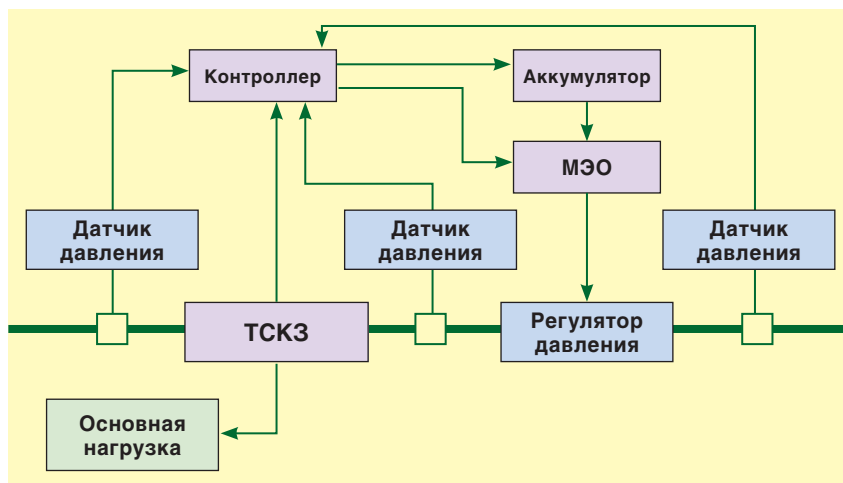 Контроллер
Аккумулятор
МЭО
Датчик
давления
Датчик
давления
Датчик
давления
ТСКЗ
Регулятор
давления
Основная
нагрузка